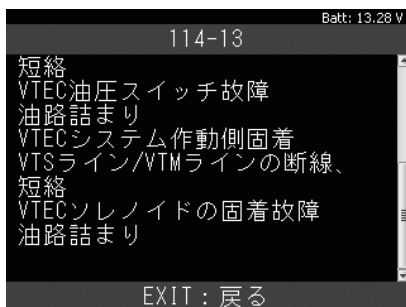 Batt: 13.28 V
114-13
短絡
VTEC油圧スイッチ故障
油路詰まり
VTECシステム作動側固着
VTSライン/VTMラインの断線、
短絡
VTECソレノイドの固着故障
油路詰まり
EXIT：戻る